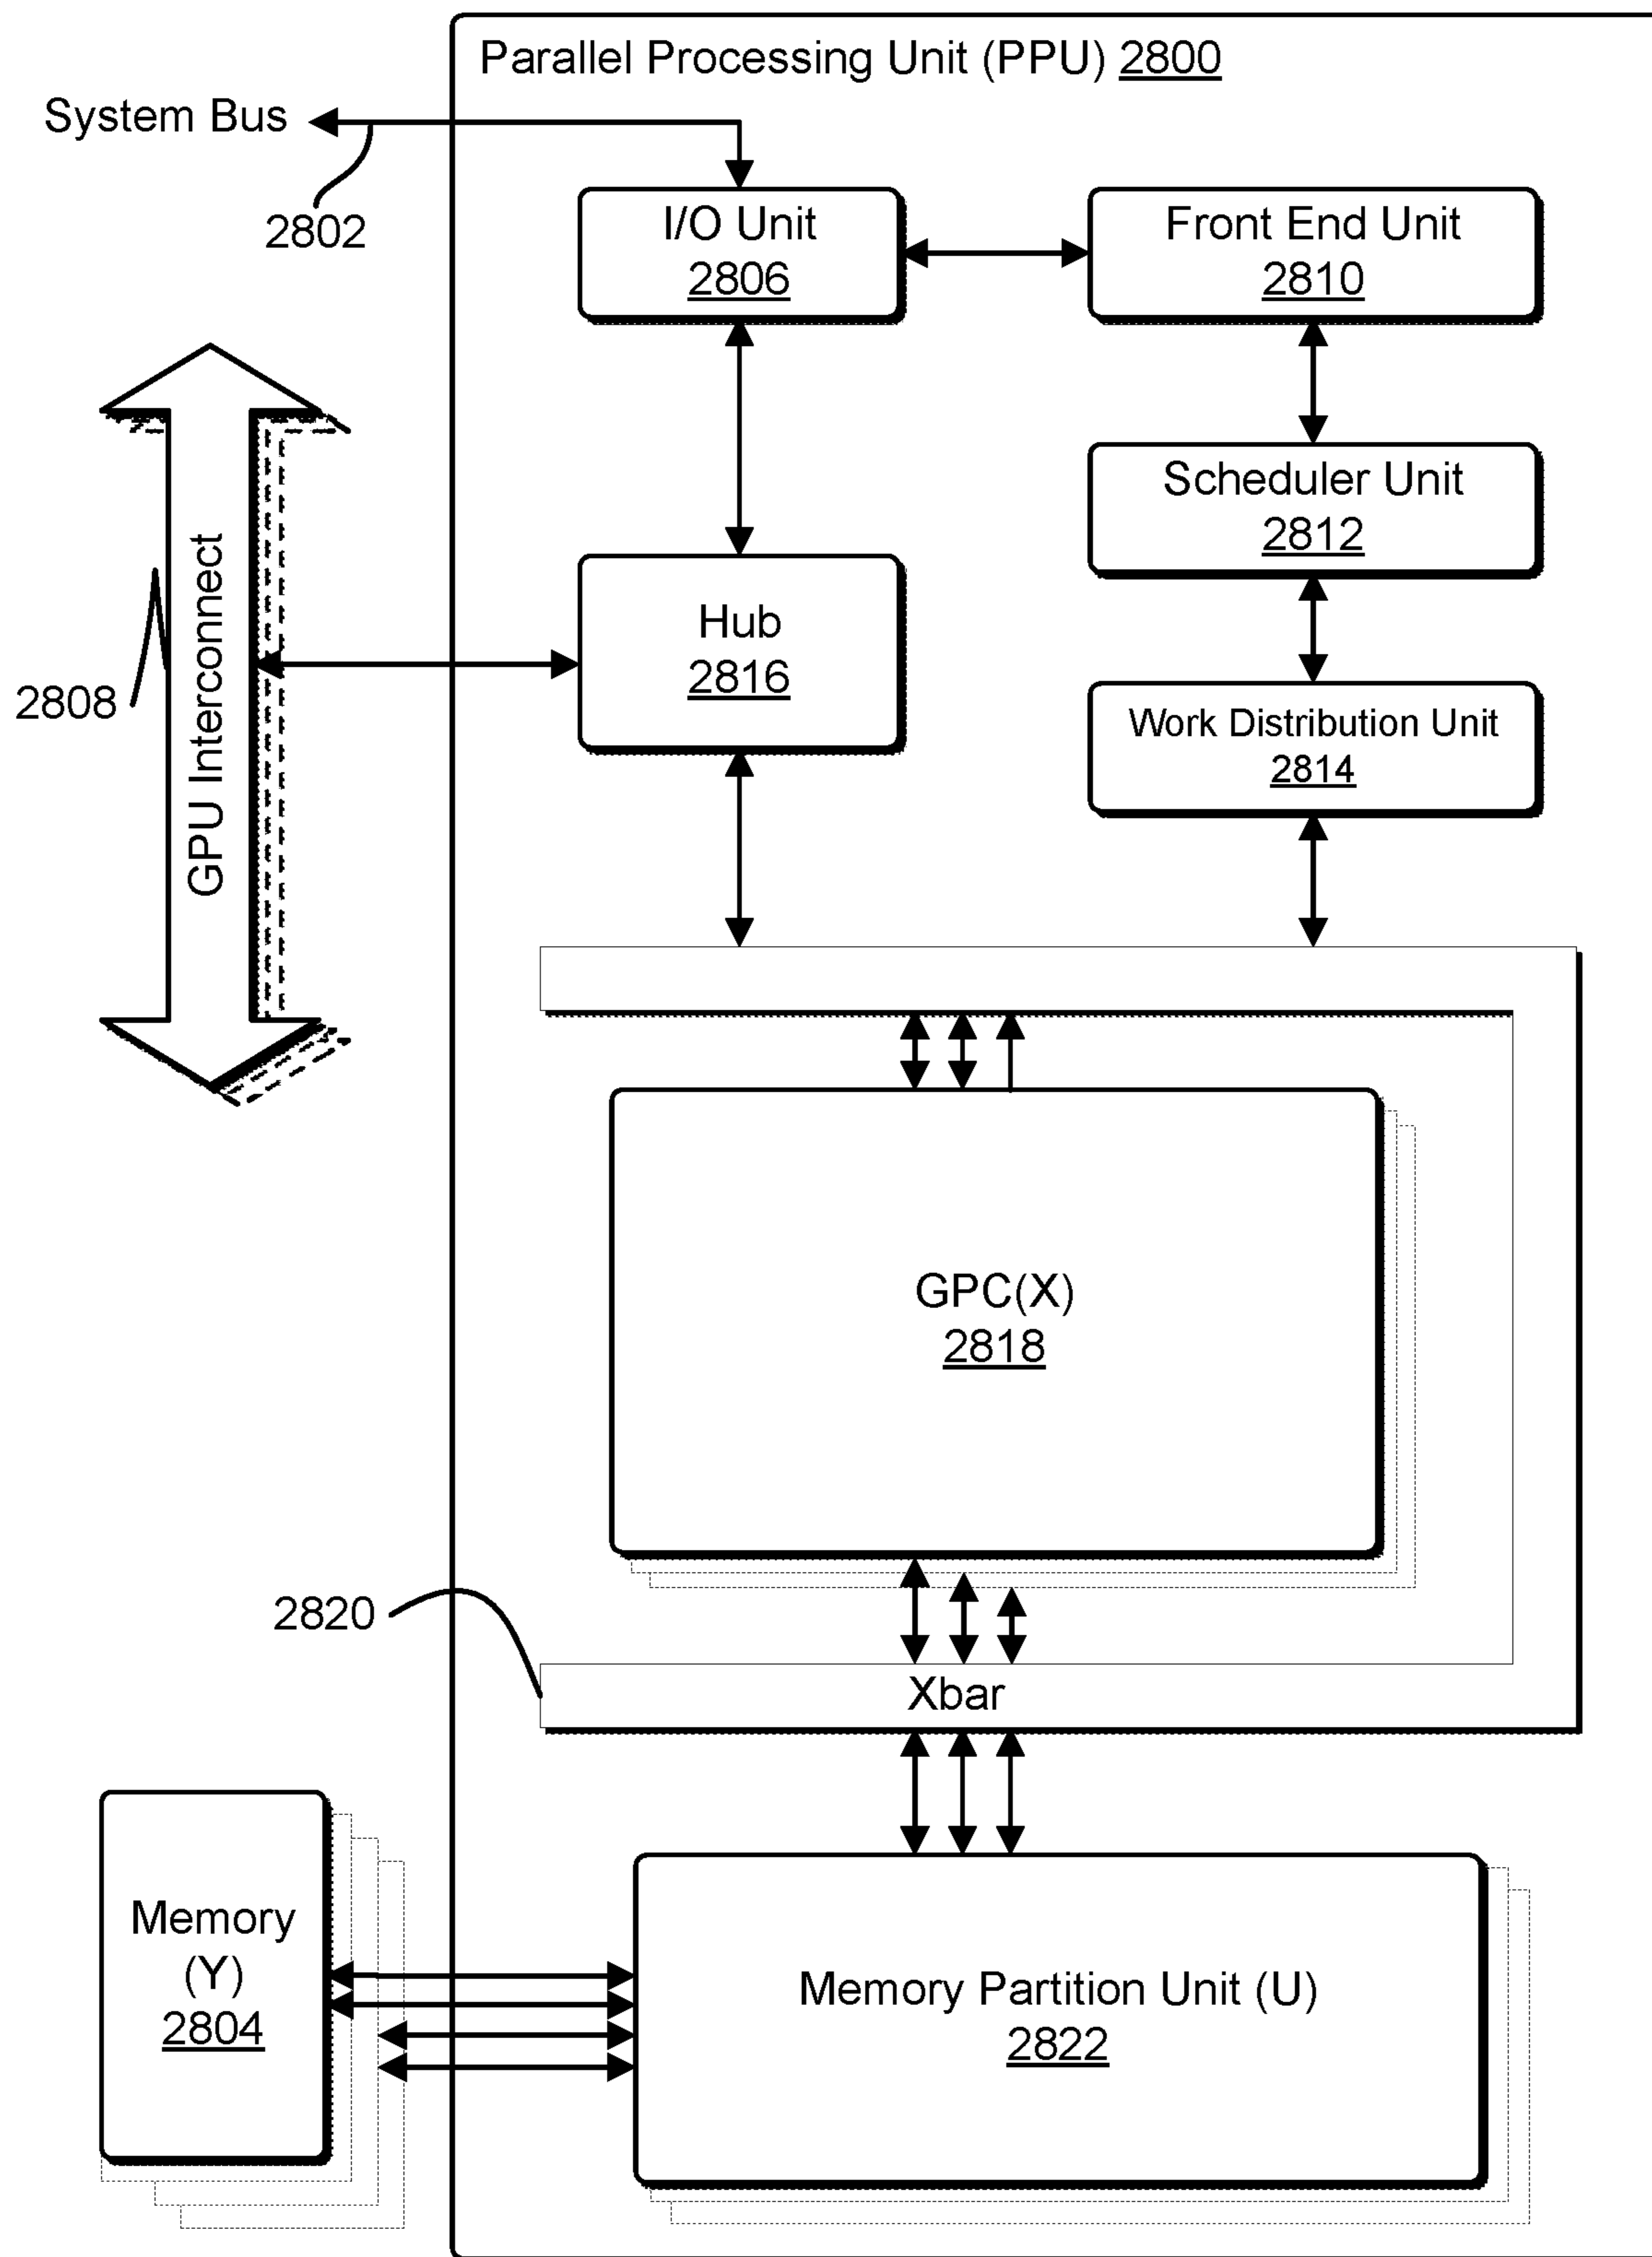 Parallel Processing Unit (PPU) 2800
System Bus
2802
I/O Unit
2806
Front End Unit
2810
Scheduler Unit
2812
GPU Interconnect
2808
Hub
2816
Work Distribution Unit
2814
GPC(X)
2818
2820
Xbar
Memory
(Y)
2804
Memory Partition Unit (U)
2822